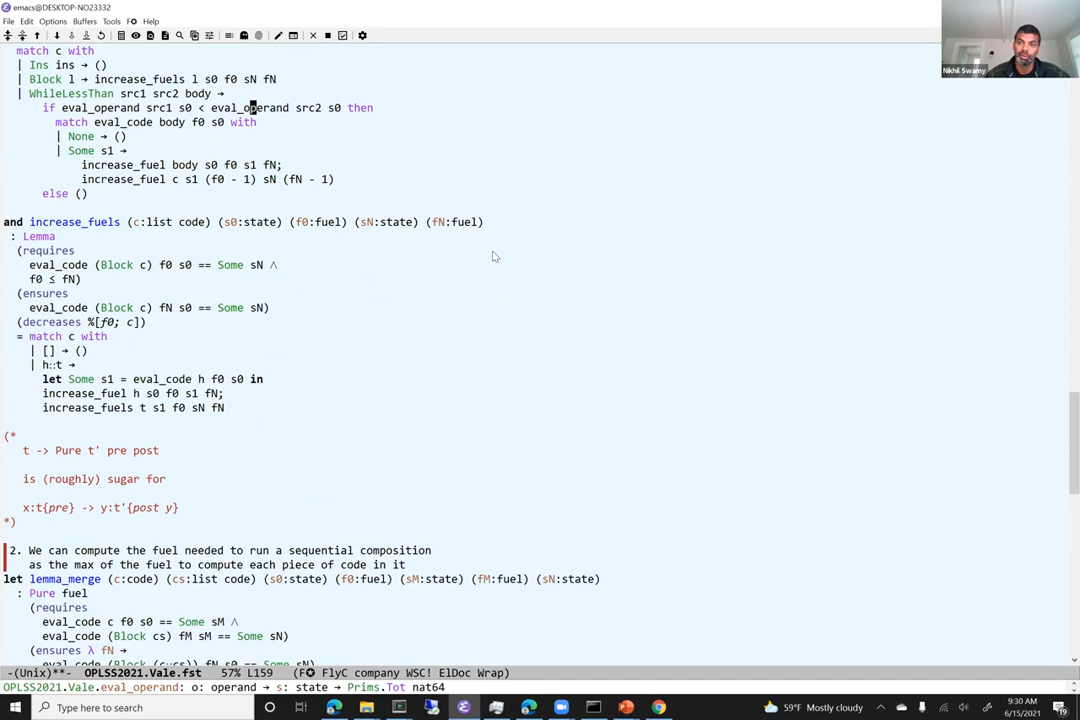 emacs@DESKTOP-NO23332
File Edit Options Buffers Tools F✪ Help
match c with
| Ins ins → ()
| Block l → increase_fuels l s0 f0 sN fN
| WhileLessThan src1 src2 body →
if eval_operand src1 s0 < eval_operand src2 s0 then
match eval_code body f0 s0 with
| None → ()
| Some s1 →
increase_fuel body s0 f0 s1 fN;
increase_fuel c s1 (f0 - 1) sN (fN - 1)
else ()
and increase_fuels (c:list code) (s0:state) (f0:fuel) (sN:state) (fN:fuel)
: Lemma
(requires
eval_code (Block c) f0 s0 == Some sN ∧
f0 ≤ fN)
(ensures
eval_code (Block c) fN s0 == Some sN)
(decreases %[f0; c])
= match c with
| [] → ()
| h::t →
let Some s1 = eval_code h f0 s0 in
increase_fuel h s0 f0 s1 fN;
increase_fuels t s1 f0 sN fN
(*
t -> Pure t' pre post
is (roughly) sugar for
x:t{pre} -> y:t'{post y}
*)
2. We can compute the fuel needed to run a sequential composition
as the max of the fuel to compute each piece of code in it
let lemma_merge (c:code) (cs:list code) (s0:state) (f0:fuel) (sM:state) (fM:fuel) (sN:state)
: Pure fuel
(requires
eval_code c f0 s0 == Some sM ∧
eval_code (Block cs) fM sM == Some sN)
(ensures λ fN →
eval_code (Block (c::cs)) fN s0 == Some sN)
-(Unix)**- OPLSS2021.Vale.fst 57% L159 (F✪ FlyC company WSC! ElDoc Wrap)
OPLSS2021.Vale.eval_operand: o: operand → s: state → Prims.Tot nat64
Type here to search
59°F Mostly cloudy
9:30 AM
6/15/2021
19
Nikhil Swamy